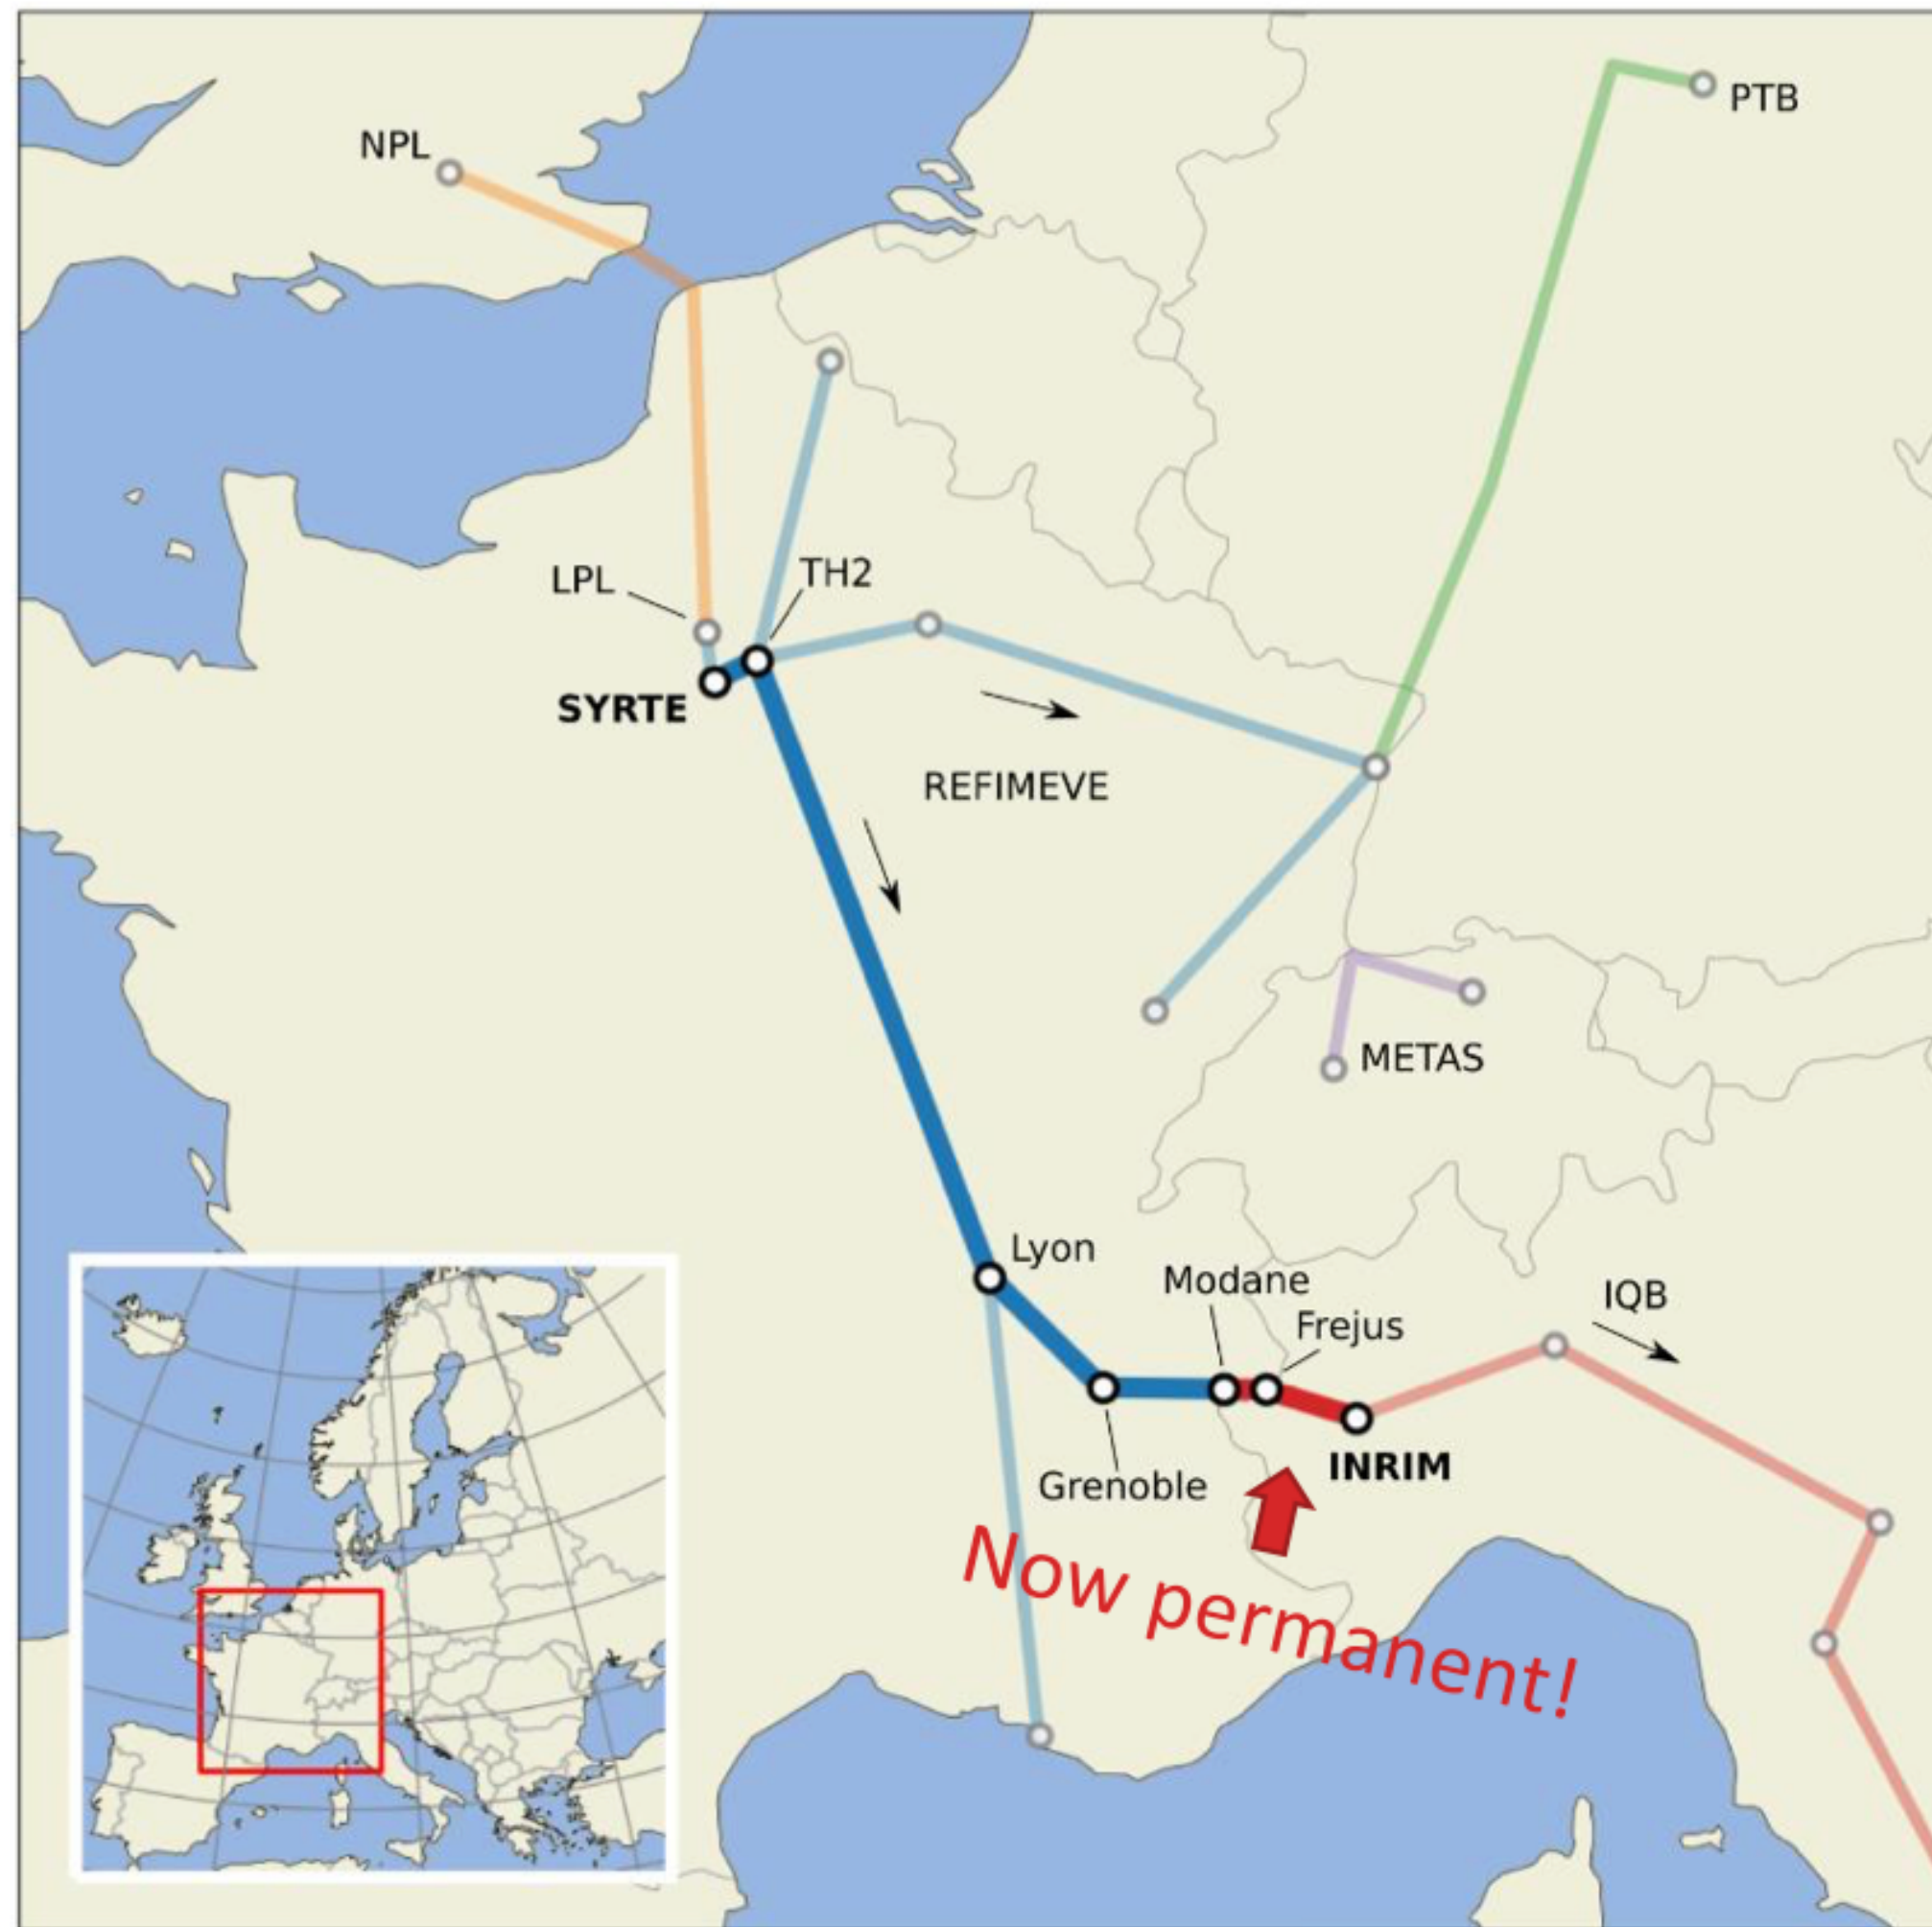 PTB
NPL
TH2
LPL
SYRTE
REFIMEVE
METAS
Lyon
Modane
IQB
Frejus
INRIM
Grenoble
Now permanent!